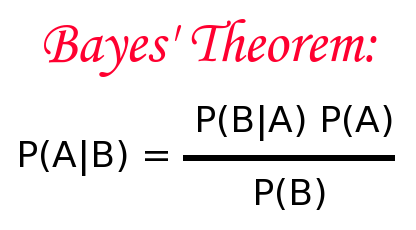 Bayes' Theorem:
P(B|A) P(A)
P(A|B) =
P(B)